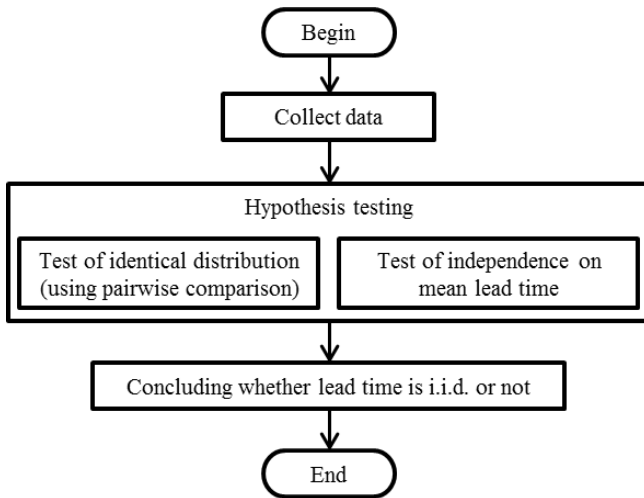 Begin
Collect data
Hypothesis testing
Test of identical distribution
(using pairwise comparison)
Test of independence on
mean lead time
Concluding whether lead time is i.i.d. or not
End